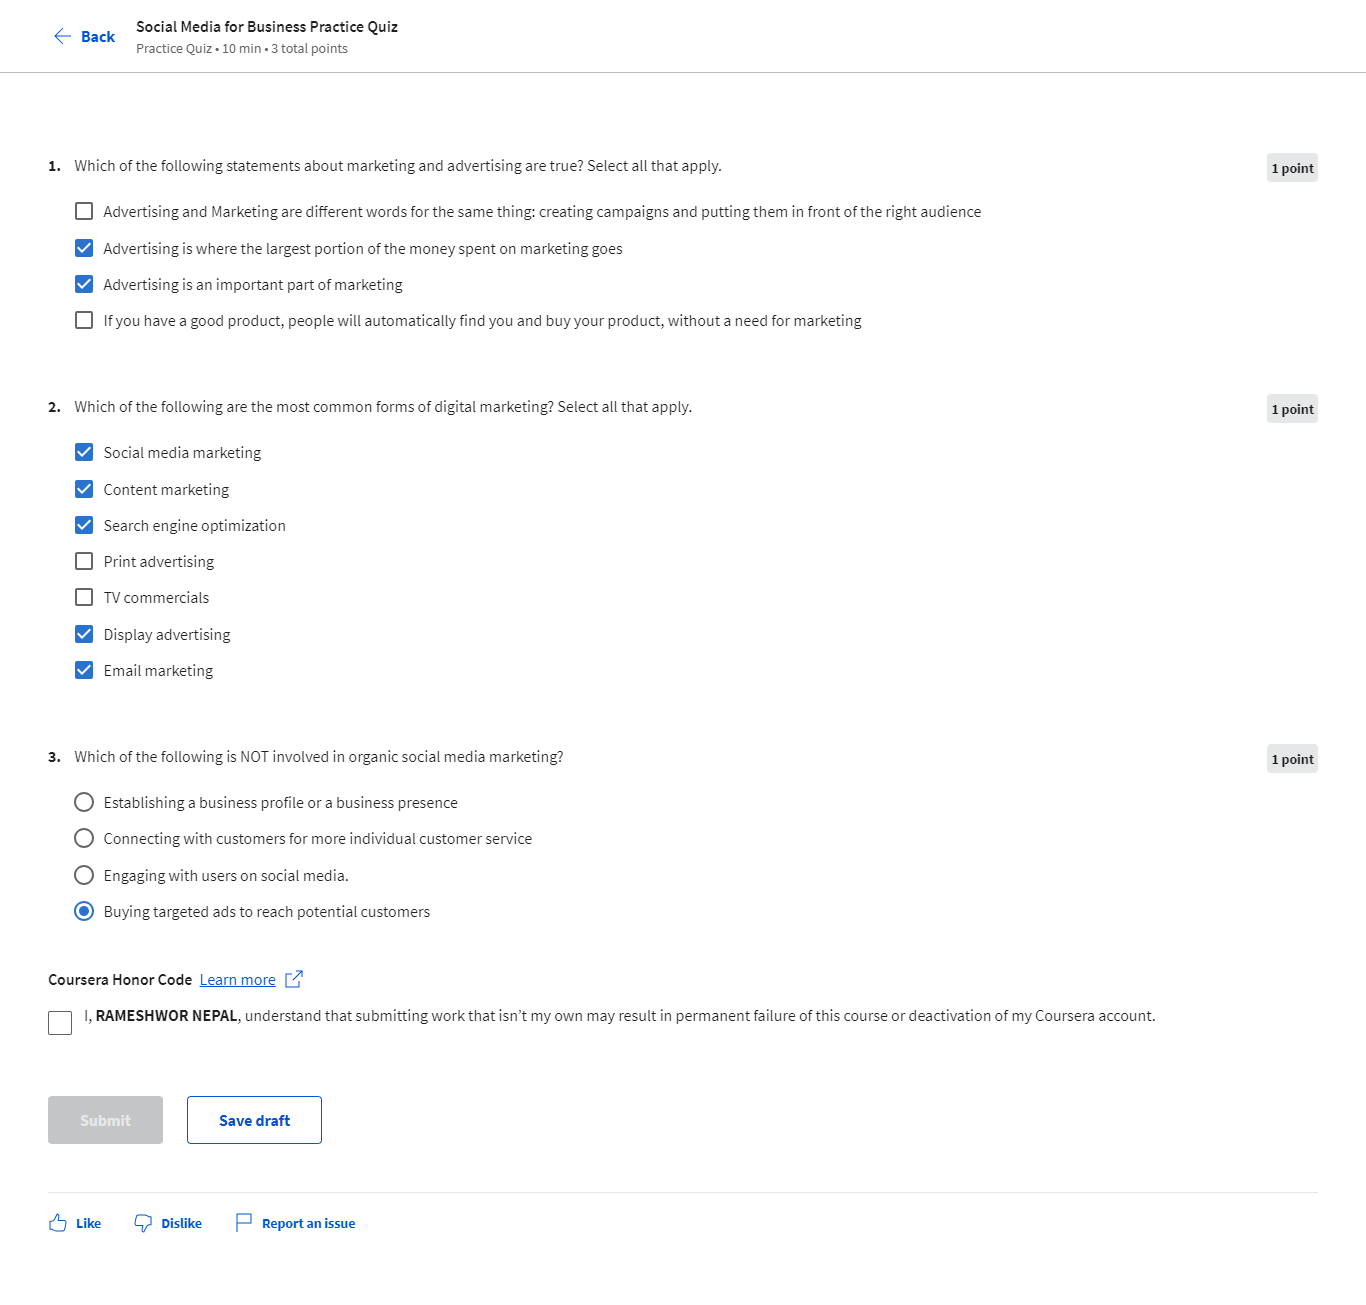 Back
Social Media for Business Practice Quiz
Practice Quiz • 10 min • 3 total points
1. Which of the following statements about marketing and advertising are true? Select all that apply.
1 point
Advertising and Marketing are different words for the same thing: creating campaigns and putting them in front of the right audience
Advertising is where the largest portion of the money spent on marketing goes
Advertising is an important part of marketing
If you have a good product, people will automatically find you and buy your product, without a need for marketing
2. Which of the following are the most common forms of digital marketing? Select all that apply.
1 point
Social media marketing
Content marketing
Search engine optimization
Print advertising
TV commercials
Display advertising
Email marketing
3. Which of the following is NOT involved in organic social media marketing?
1 point
Establishing a business profile or a business presence
Connecting with customers for more individual customer service
Engaging with users on social media.
Buying targeted ads to reach potential customers
Coursera Honor Code Learn more
I, RAMESHWOR NEPAL, understand that submitting work that isn’t my own may result in permanent failure of this course or deactivation of my Coursera account.
Submit Save draft
Like Dislike Report an issue